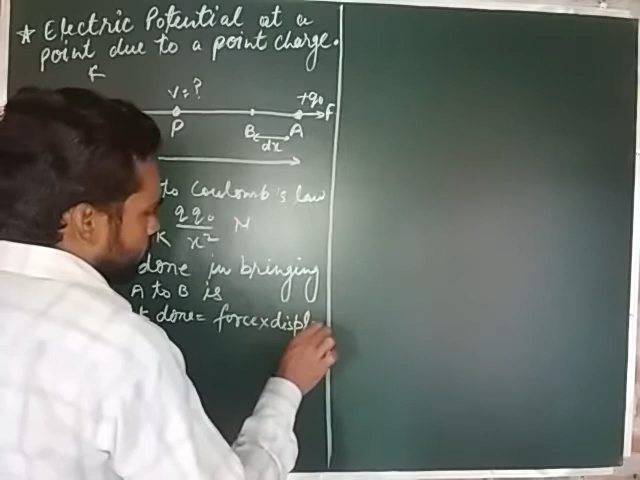 * Electric Potential at a
point due to a point charge.
K
V=? +q₀
P B A F
dx
to Coulomb's law
K qq₀/x² N
done in bringing
A to B is
done = force×displ